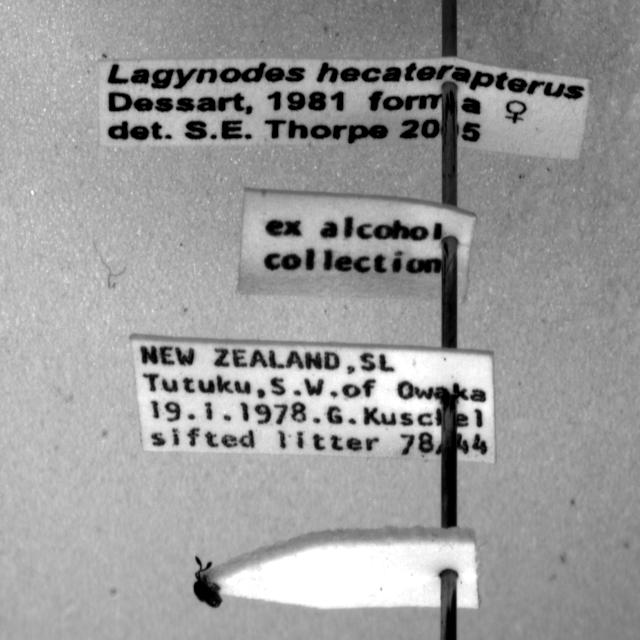 Lagynodes hecaterapterus
Dessart, 1981 form a ♀
det. S.E. Thorpe 2005
ex alcohol
collection
NEW ZEALAND,SL
Tutuku,S.W.of Owaka
19.i.1978.G.Kuschel
sifted litter 78/44